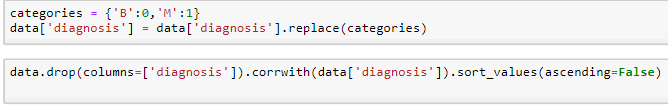 categories = {'B':0,'M':1}
data['diagnosis'] = data['diagnosis'].replace(categories)
data.drop(columns=['diagnosis']).corrwith(data['diagnosis']).sort_values(ascending=False)